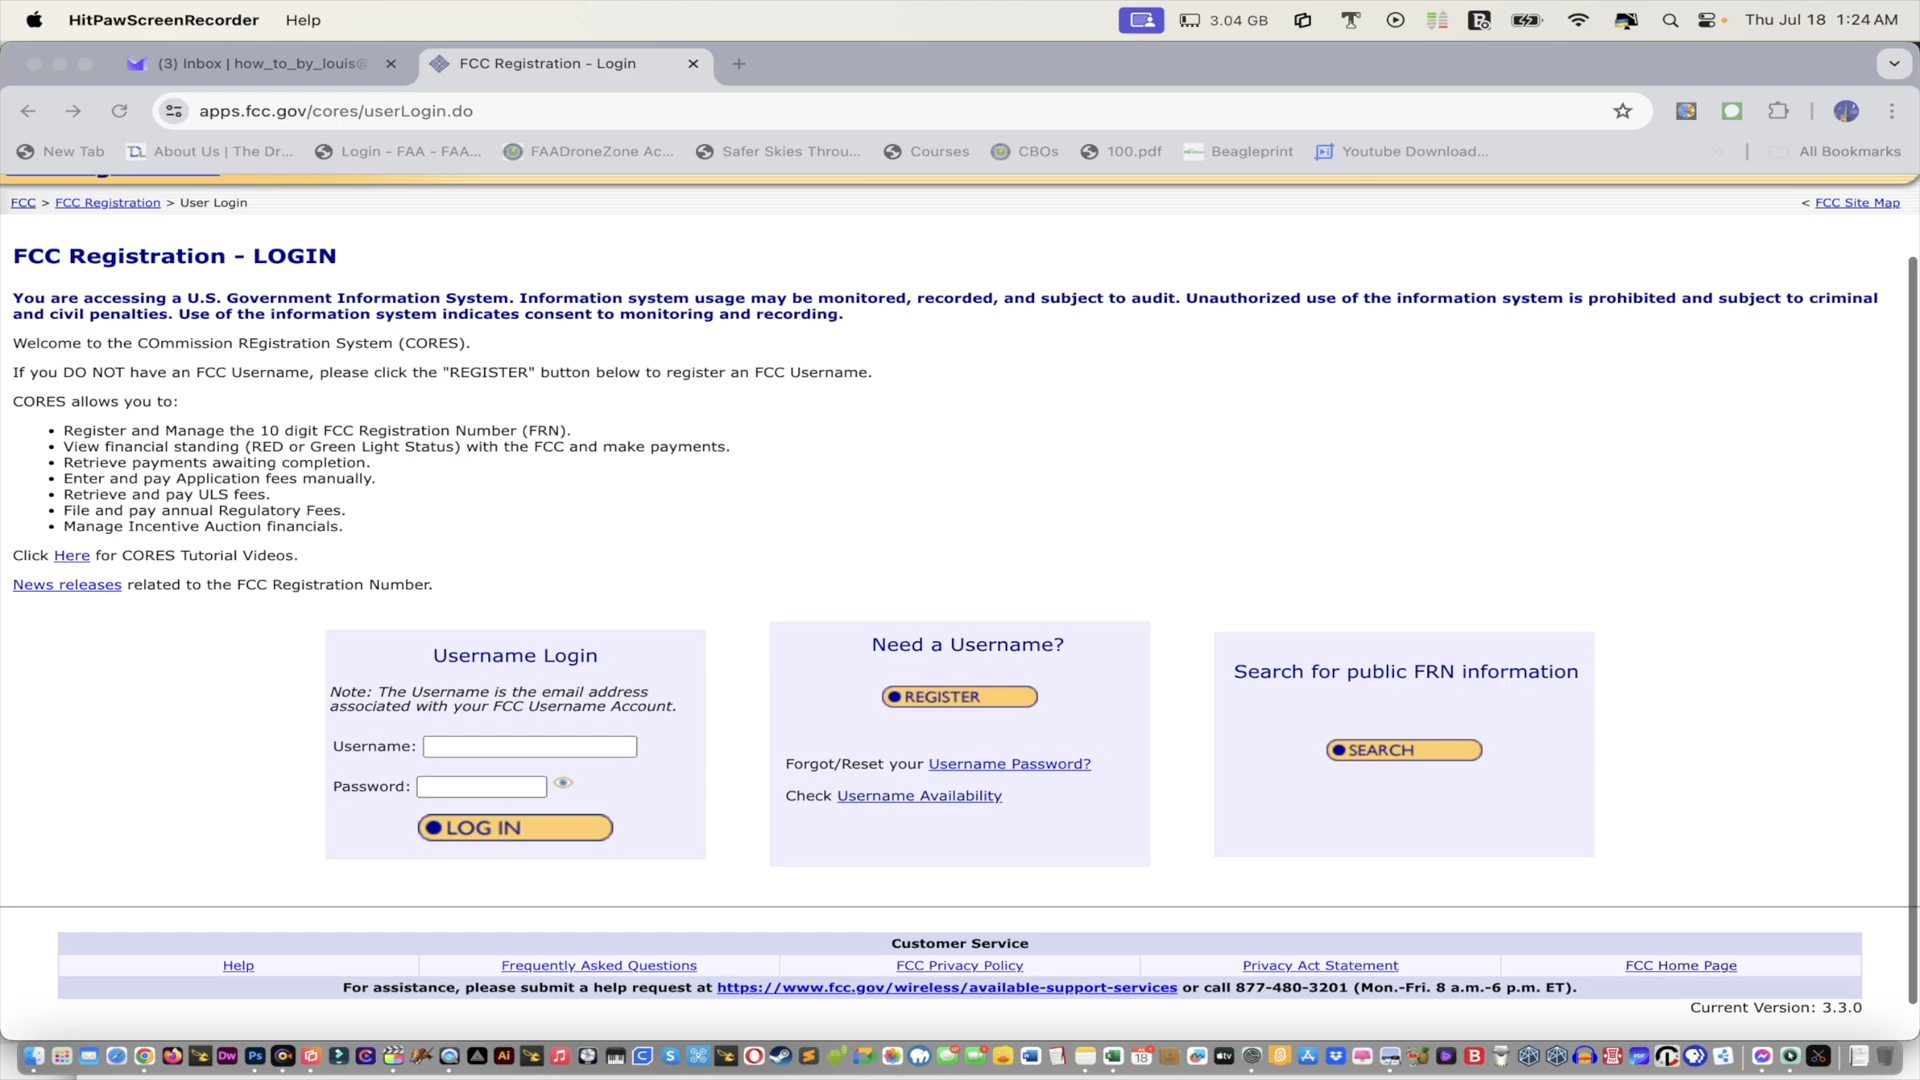 HitPawScreenRecorder Help 3.04 GB Thu Jul 18 1:24 AM
(3) Inbox | how_to_by_louis@ FCC Registration - Login
apps.fcc.gov/cores/userLogin.do
New Tab About Us | The Dr... Login - FAA - FAA... FAADroneZone Ac... Safer Skies Throu... Courses CBOs 100.pdf Beagleprint Youtube Download... All Bookmarks
FCC > FCC Registration > User Login < FCC Site Map
FCC Registration - LOGIN
You are accessing a U.S. Government Information System. Information system usage may be monitored, recorded, and subject to audit. Unauthorized use of the information system is prohibited and subject to criminal
and civil penalties. Use of the information system indicates consent to monitoring and recording.
Welcome to the COmmission REgistration System (CORES).
If you DO NOT have an FCC Username, please click the "REGISTER" button below to register an FCC Username.
CORES allows you to:
• Register and Manage the 10 digit FCC Registration Number (FRN).
• View financial standing (RED or Green Light Status) with the FCC and make payments.
• Retrieve payments awaiting completion.
• Enter and pay Application fees manually.
• Retrieve and pay ULS fees.
• File and pay annual Regulatory Fees.
• Manage Incentive Auction financials.
Click Here for CORES Tutorial Videos.
News releases related to the FCC Registration Number.
Username Login
Note: The Username is the email address
associated with your FCC Username Account.
Username:
Password:
LOG IN
Need a Username?
REGISTER
Forgot/Reset your Username Password?
Check Username Availability
Search for public FRN information
SEARCH
Customer Service
Help Frequently Asked Questions FCC Privacy Policy Privacy Act Statement FCC Home Page
For assistance, please submit a help request at https://www.fcc.gov/wireless/available-support-services or call 877-480-3201 (Mon.-Fri. 8 a.m.-6 p.m. ET).
Current Version: 3.3.0
Dw Ps Ai 18 tv